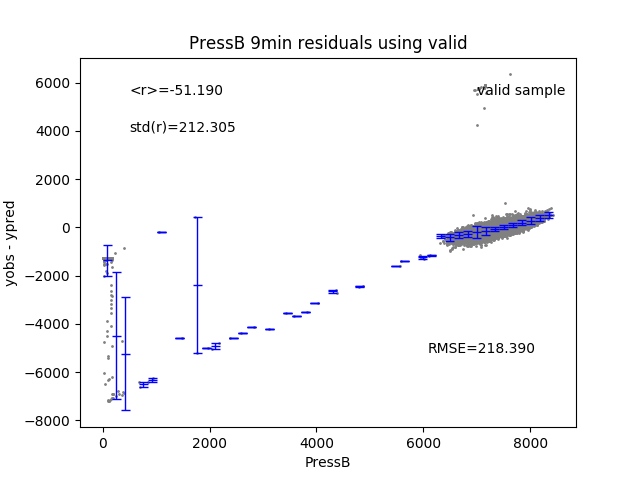 PressB 9min residuals using valid
<r>=-51.190
valid sample
std(r)=212.305
RMSE=218.390
yobs - ypred
6000
4000
2000
0
−2000
−4000
−6000
−8000
0 2000 4000 6000 8000
PressB